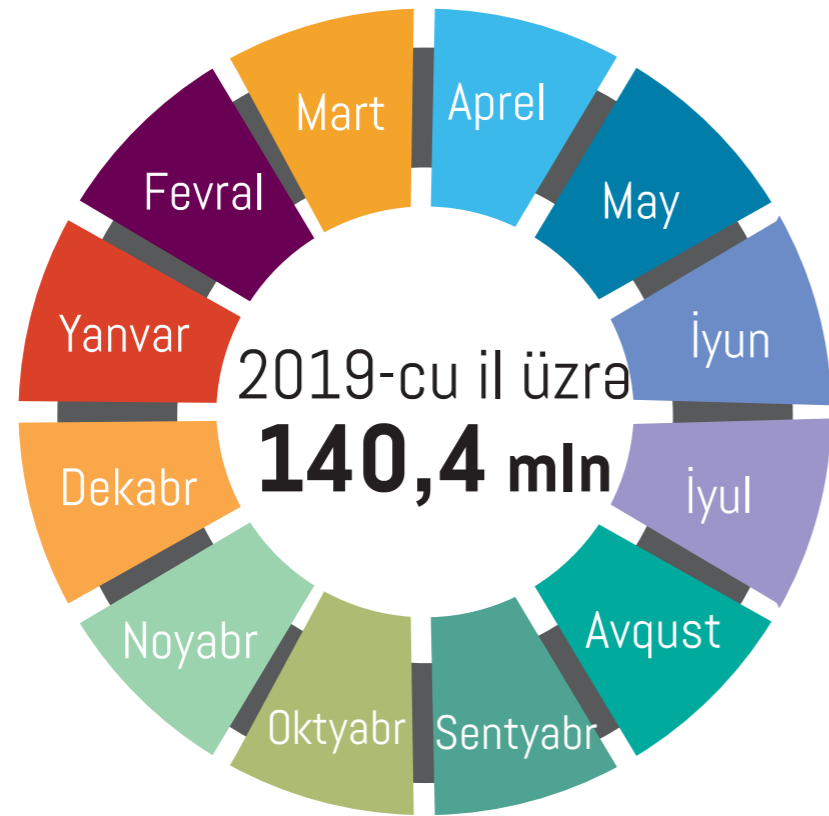 Yanvar
Fevral
Mart
Aprel
May
İyun
İyul
Avqust
Sentyabr
Oktyabr
Noyabr
Dekabr
2019-cu il üzrə
140,4 mln